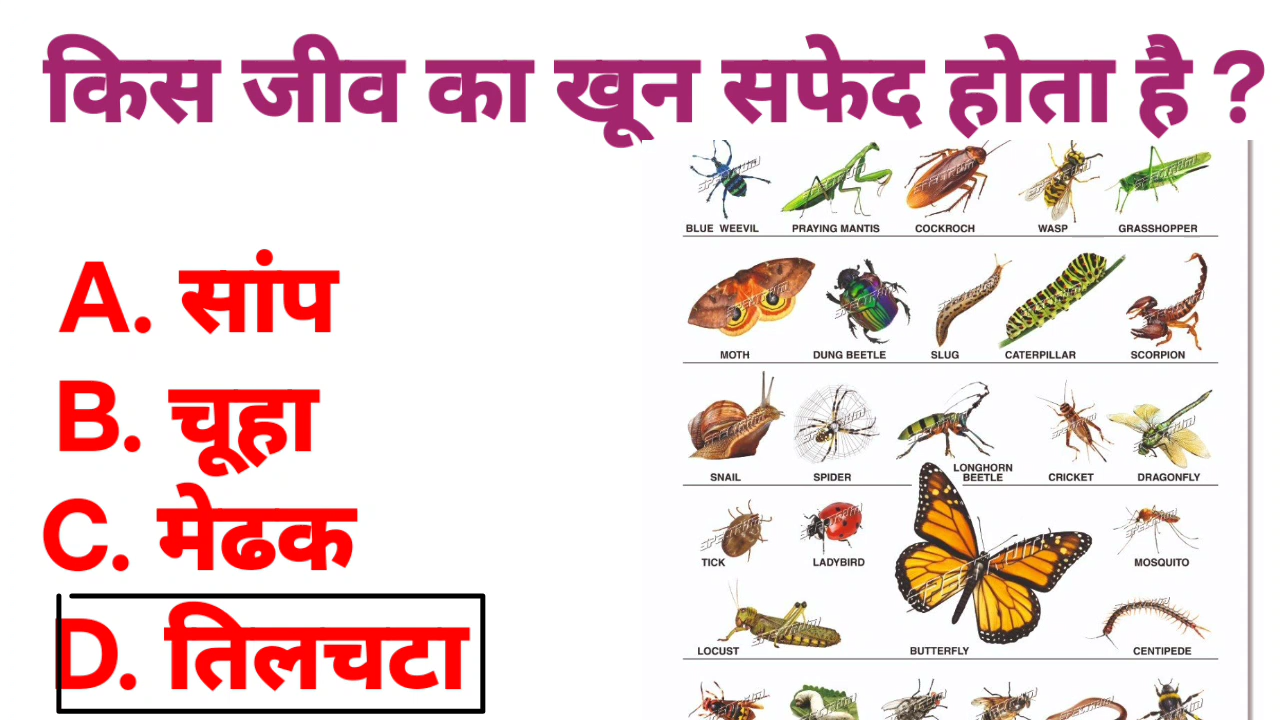 किस जीव का खून सफेद होता है ?
A. सांप
B. चूहा
C. मेढक
D. तिलचटा
BLUE WEEVIL PRAYING MANTIS COCKROCH WASP GRASSHOPPER
MOTH DUNG BEETLE SLUG CATERPILLAR SCORPION
SNAIL SPIDER LONGHORN BEETLE CRICKET DRAGONFLY
TICK LADYBIRD MOSQUITO
LOCUST BUTTERFLY CENTIPEDE